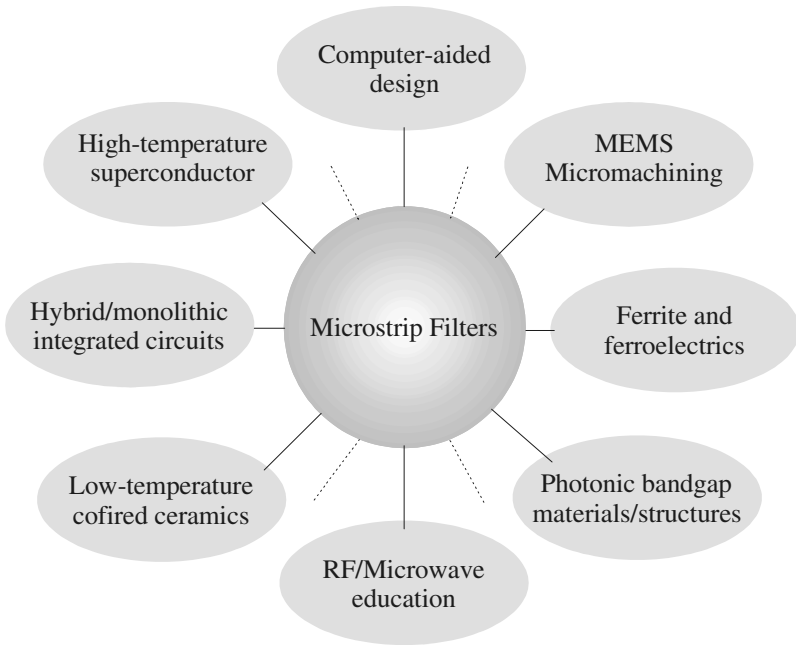 Computer-aided
design
High-temperature
superconductor
MEMS
Micromachining
Hybrid/monolithic
integrated circuits
Microstrip Filters
Ferrite and
ferroelectrics
Low-temperature
cofired ceramics
Photonic bandgap
materials/structures
RF/Microwave
education